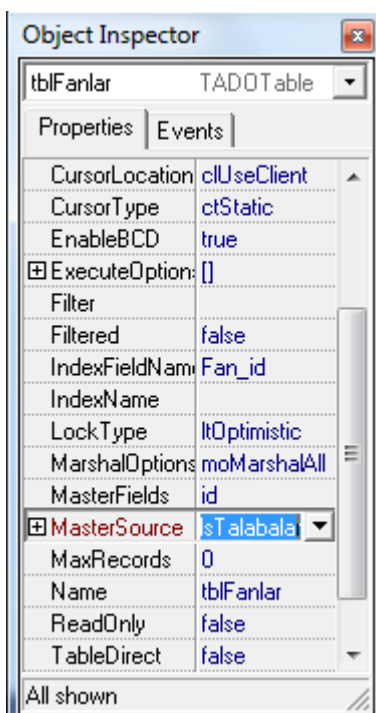 Object Inspector
tblFanlar TADOTable
Properties Events
CursorLocation clUseClient
CursorType ctStatic
EnableBCD true
ExecuteOption: []
Filter
Filtered false
IndexFieldNam Fan_id
IndexName
LockType ltOptimistic
MarshalOptions moMarshalAll
MasterFields id
MasterSource sTalabalar
MaxRecords 0
Name tblFanlar
ReadOnly false
TableDirect false
All shown